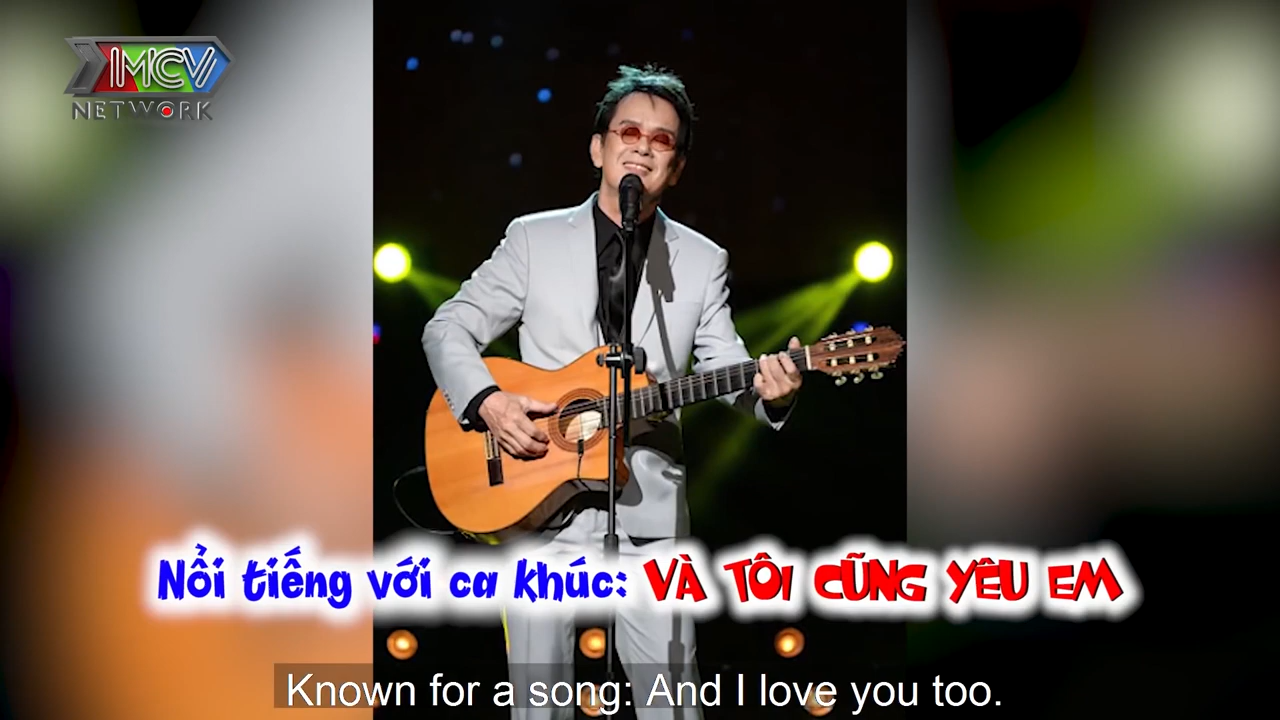 MCV
NETWORK
Nổi tiếng với ca khúc: VÀ TÔI CŨNG YÊU EM
Known for a song: And I love you too.